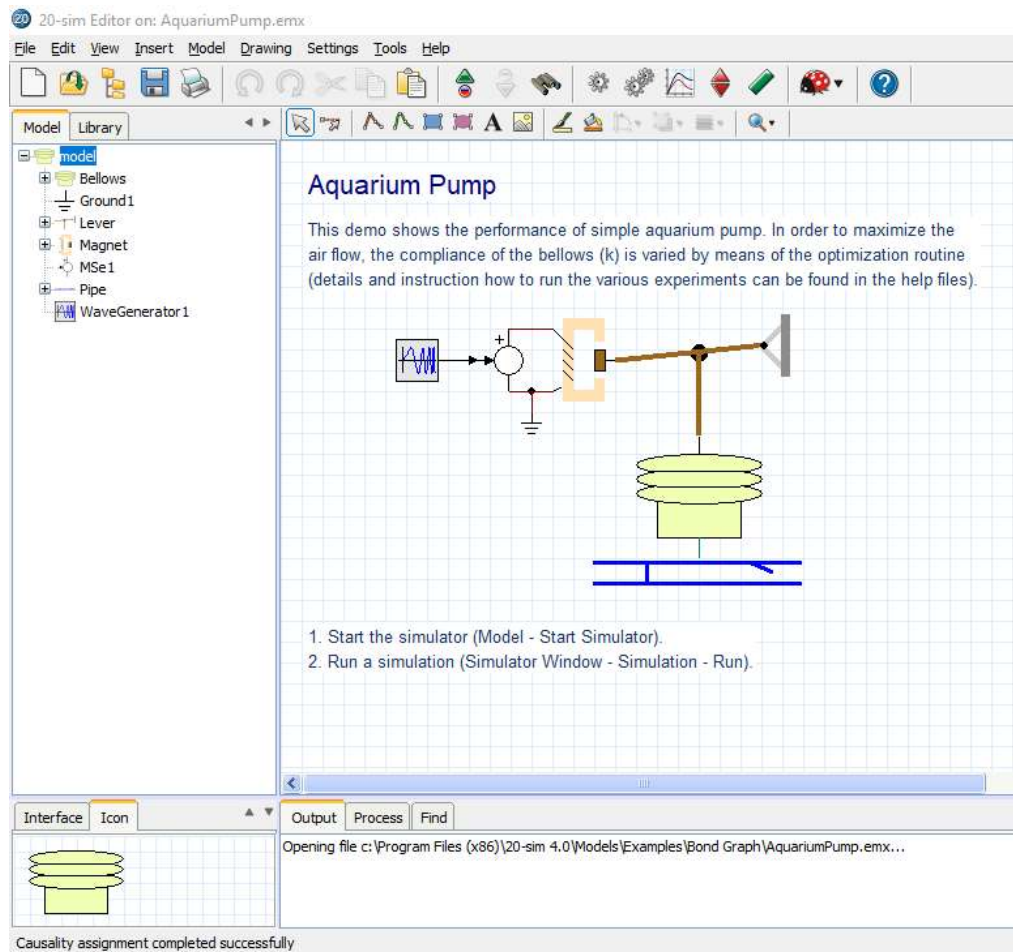 20 20-sim Editor on: AquariumPump.emx
File Edit View Insert Model Drawing Settings Tools Help
Model Library
A
model
Bellows
Ground1
Lever
Magnet
MSe1
Pipe
WaveGenerator1
Aquarium Pump
This demo shows the performance of simple aquarium pump. In order to maximize the
air flow, the compliance of the bellows (k) is varied by means of the optimization routine
(details and instruction how to run the various experiments can be found in the help files).
+
1. Start the simulator (Model - Start Simulator).
2. Run a simulation (Simulator Window - Simulation - Run).
Interface Icon
Output Process Find
Opening file c:\Program Files (x86)\20-sim 4.0\Models\Examples\Bond Graph\AquariumPump.emx...
Causality assignment completed successfully